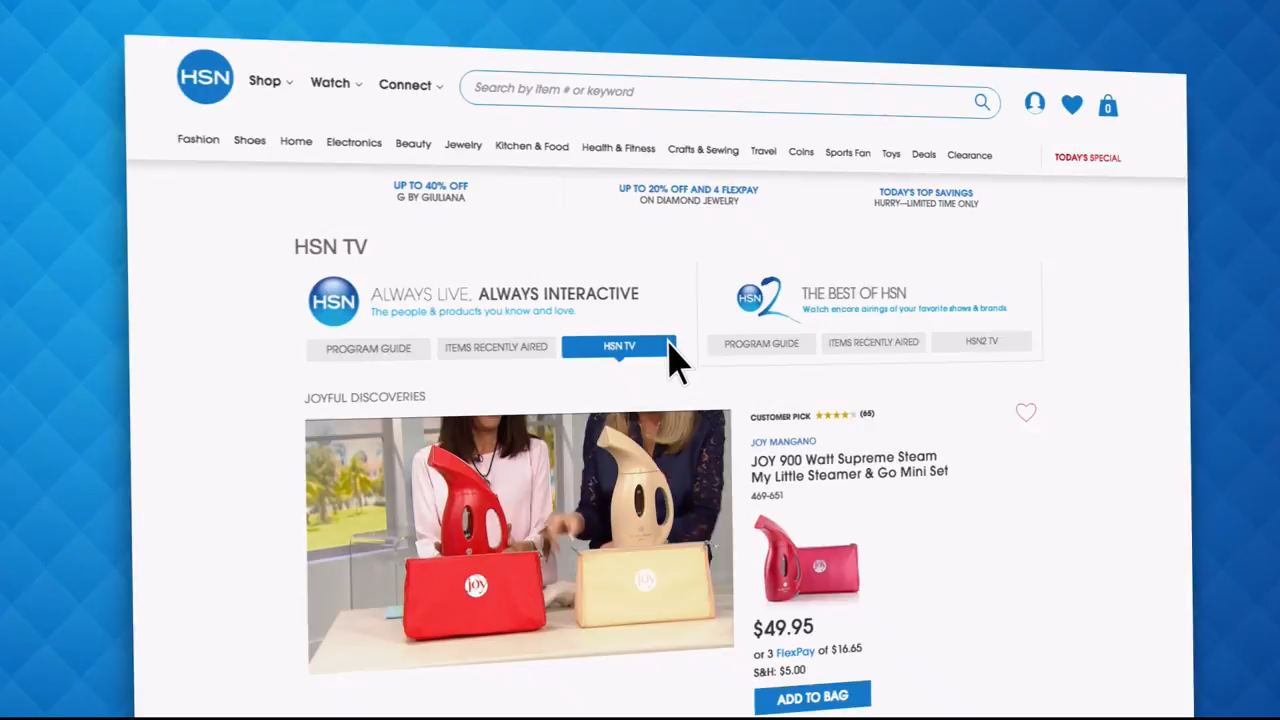 HSN
Shop
Watch
Connect
Search by item # or keyword
0
Fashion
Shoes
Home
Electronics
Beauty
Jewelry
Kitchen & Food
Health & Fitness
Crafts & Sewing
Travel
Coins
Sports Fan
Toys
Deals
Clearance
TODAY'S SPECIAL
UP TO 40% OFF
G BY GIULIANA
UP TO 20% OFF AND 4 FLEXPAY
ON DIAMOND JEWELRY
TODAY'S TOP SAVINGS
HURRY—LIMITED TIME ONLY
HSN TV
HSN
ALWAYS LIVE, ALWAYS INTERACTIVE
The people & products you know and love.
PROGRAM GUIDE
ITEMS RECENTLY AIRED
HSN TV
HSN2
THE BEST OF HSN
Watch encore airings of your favorite shows & brands
PROGRAM GUIDE
ITEMS RECENTLY AIRED
HSN2 TV
JOYFUL DISCOVERIES
joy
joy
CUSTOMER PICK
(65)
JOY MANGANO
JOY 900 Watt Supreme Steam
My Little Steamer & Go Mini Set
469-651
joy
$49.95
or 3 FlexPay of $16.65
S&H: $5.00
ADD TO BAG